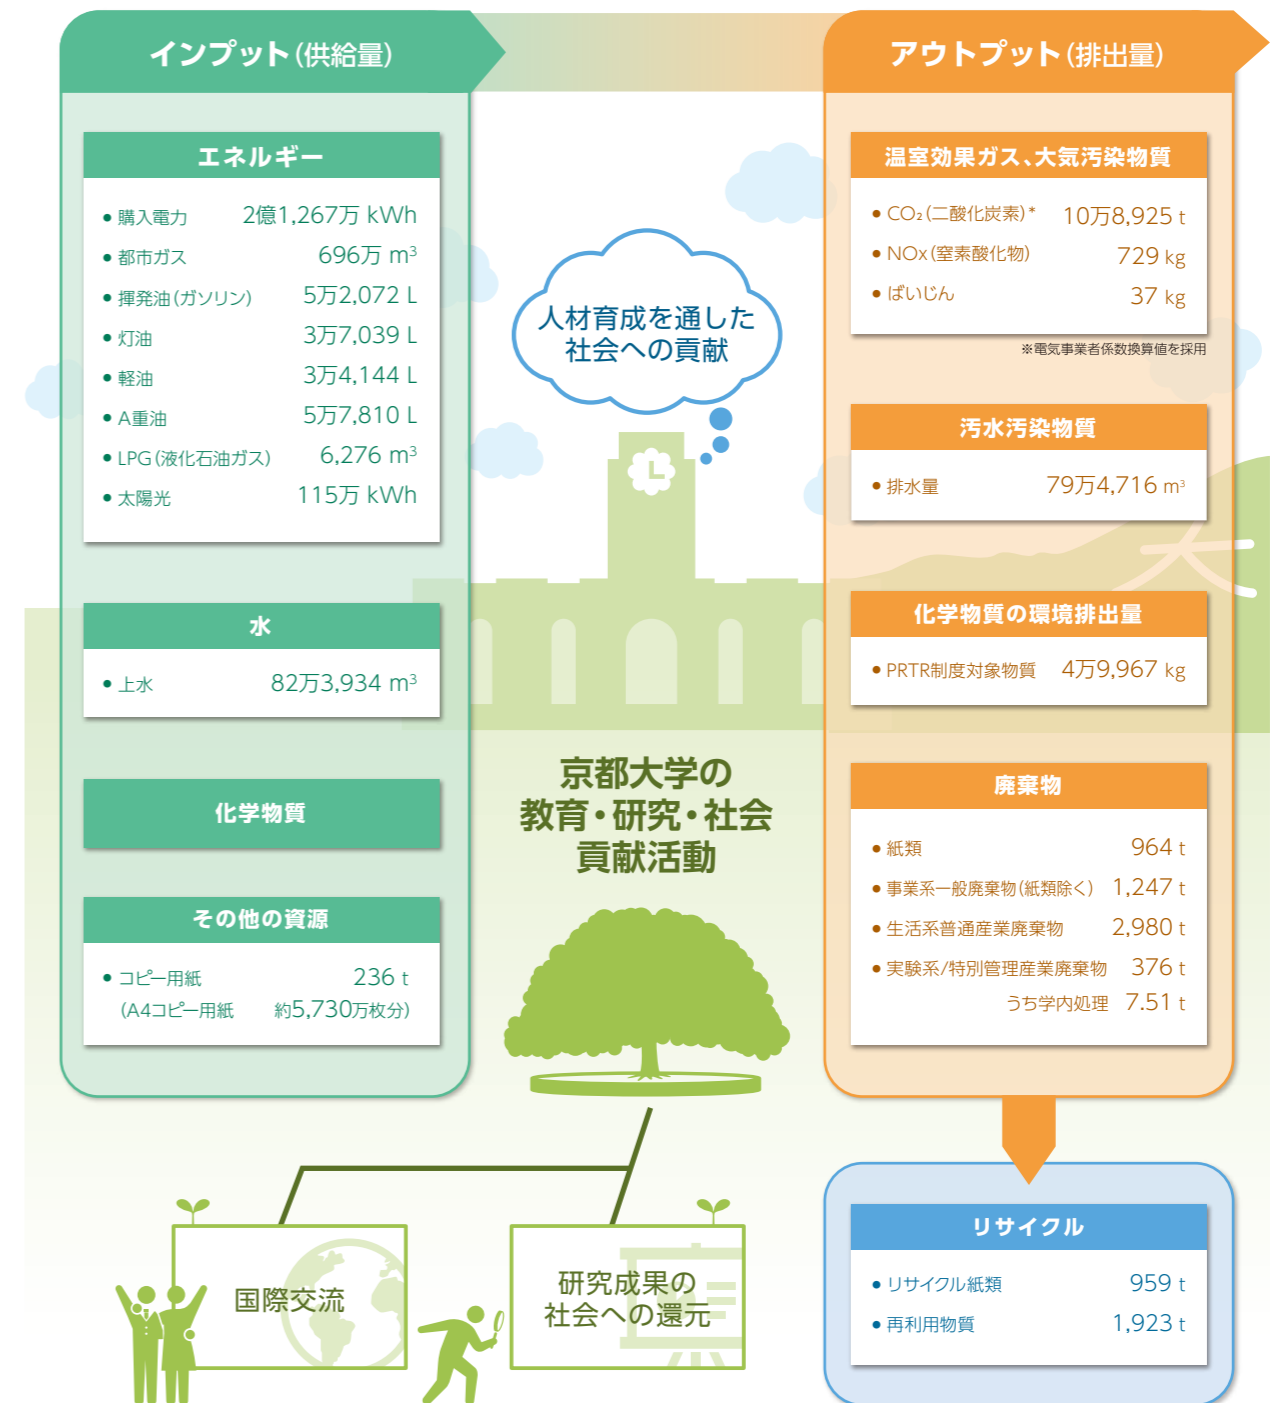 インプット(供給量)
エネルギー
• 購入電力 2億1,267万 kWh
• 都市ガス 696万 m³
• 揮発油(ガソリン) 5万2,072 L
• 灯油 3万7,039 L
• 軽油 3万4,144 L
• A重油 5万7,810 L
• LPG(液化石油ガス) 6,276 m³
• 太陽光 115万 kWh
水
• 上水 82万3,934 m³
化学物質
その他の資源
• コピー用紙 236 t
(A4コピー用紙 約5,730万枚分)
人材育成を通した
社会への貢献
京都大学の
教育・研究・社会
貢献活動
国際交流
研究成果の
社会への還元
アウトプット(排出量)
温室効果ガス、大気汚染物質
• CO₂(二酸化炭素)* 10万8,925 t
• NOx(窒素酸化物) 729 kg
• ばいじん 37 kg
※電気事業者係数換算値を採用
汚水汚染物質
• 排水量 79万4,716 m³
化学物質の環境排出量
• PRTR制度対象物質 4万9,967 kg
廃棄物
• 紙類 964 t
• 事業系一般廃棄物(紙類除く) 1,247 t
• 生活系普通産業廃棄物 2,980 t
• 実験系/特別管理産業廃棄物 376 t
うち学内処理 7.51 t
リサイクル
• リサイクル紙類 959 t
• 再利用物質 1,923 t
大